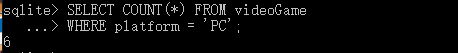 sqlite> SELECT COUNT(*) FROM videoGame
   ...> WHERE platform = 'PC';
6